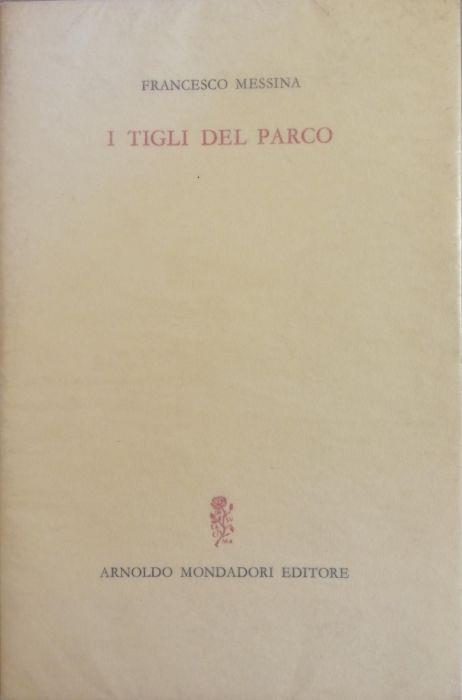 FRANCESCO MESSINA
I TIGLI DEL PARCO
ARNOLDO MONDADORI EDITORE